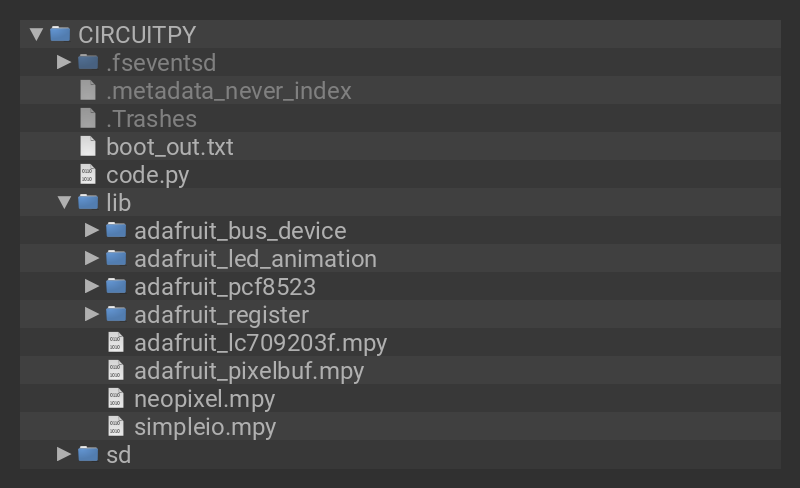 CIRCUITPY
.fseventsd
.metadata_never_index
.Trashes
boot_out.txt
code.py
lib
adafruit_bus_device
adafruit_led_animation
adafruit_pcf8523
adafruit_register
adafruit_lc709203f.mpy
adafruit_pixelbuf.mpy
neopixel.mpy
simpleio.mpy
sd